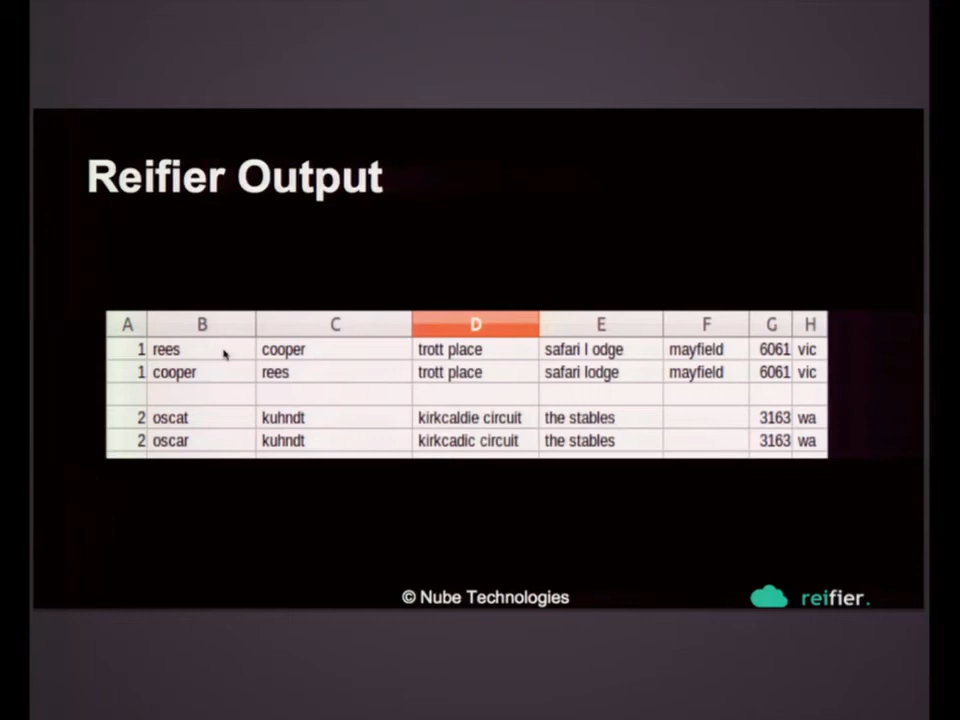 Reifier Output
A B C D E F G H
1 rees cooper trott place safari l odge mayfield 6061 vic
1 cooper rees trott place safari lodge mayfield 6061 vic
2 oscat kuhndt kirkcaldie circuit the stables 3163 wa
2 oscar kuhndt kirkcadic circuit the stables 3163 wa
© Nube Technologies
reifier.